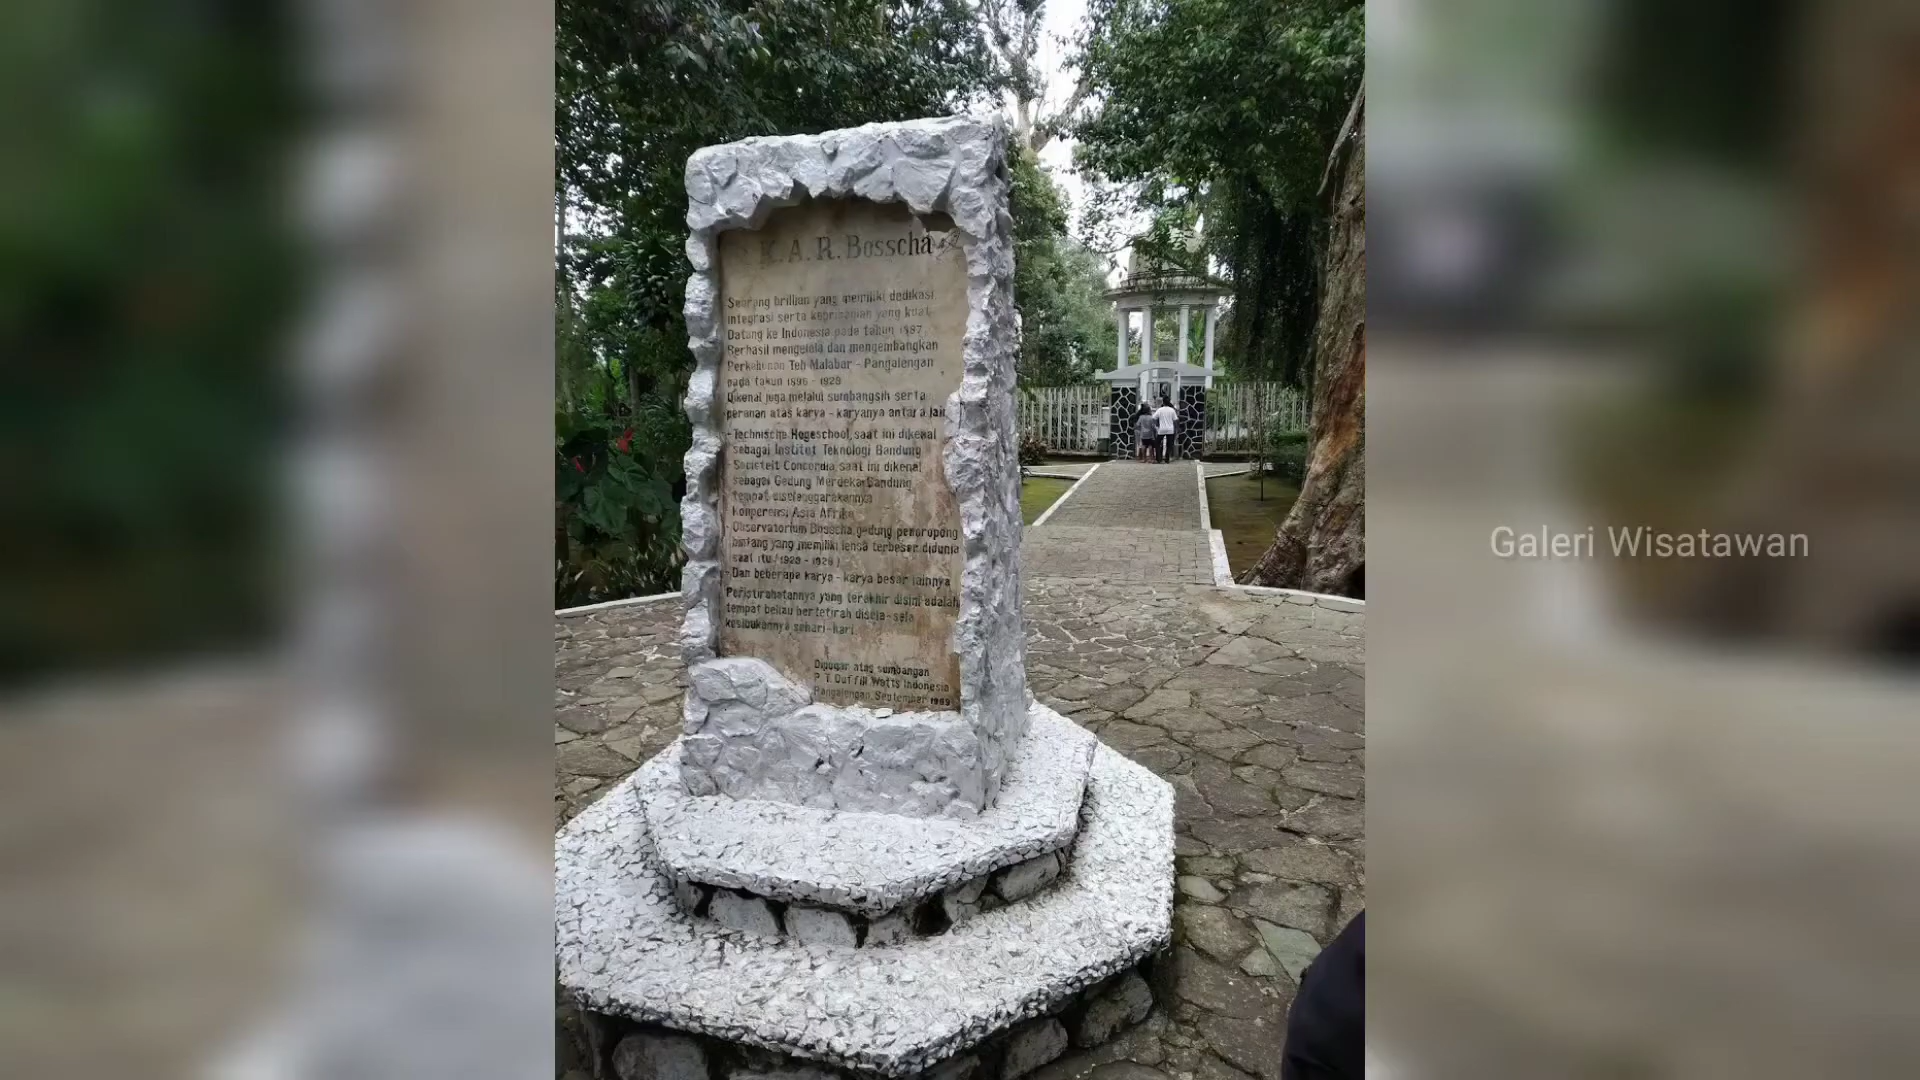 K. A. R. Bosscha
Seorang brilian yang memiliki dedikasi
integrasi serta kepribadian yang kuat
Datang ke Indonesia pada tahun 1887,
Berhasil mengelola dan mengembangkan
Perkebunan Teh Malabar - Pangalengan
pada tahun 1896 - 1928
Dikenal juga melalui sumbangsih serta
peranan atas karya - karyanya antara lain
- Technische Hogeschool, saat ini dikenal
sebagai Institut Teknologi Bandung
- Societeit Concordia, saat ini dikenal
sebagai Gedung Merdeka Bandung
tempat diselenggarakannya
Konperensi Asia Afrika
- Observatorium Bosscha, gedung peneropong
bintang yang memiliki lensa terbesar didunia
saat itu (1923 - 1928)
- Dan beberapa karya - karya besar lainnya
Peristirahatannya yang terakhir disini adalah
tempat beliau bertetirah disela - sela
kesibukannya sehari-hari
Dipugar atas sumbangan
P. T. Duffill Watts Indonesia
Pangalengan, September 1989
Galeri Wisatawan